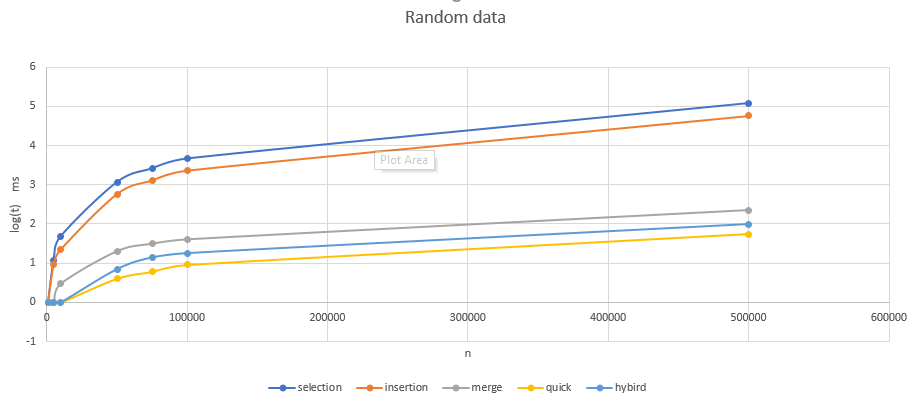 Random data
6
5
4
3
2
1
0
-1
log(t) ms
Plot Area
0 100000 200000 300000 400000 500000 600000
n
selection insertion merge quick hybird